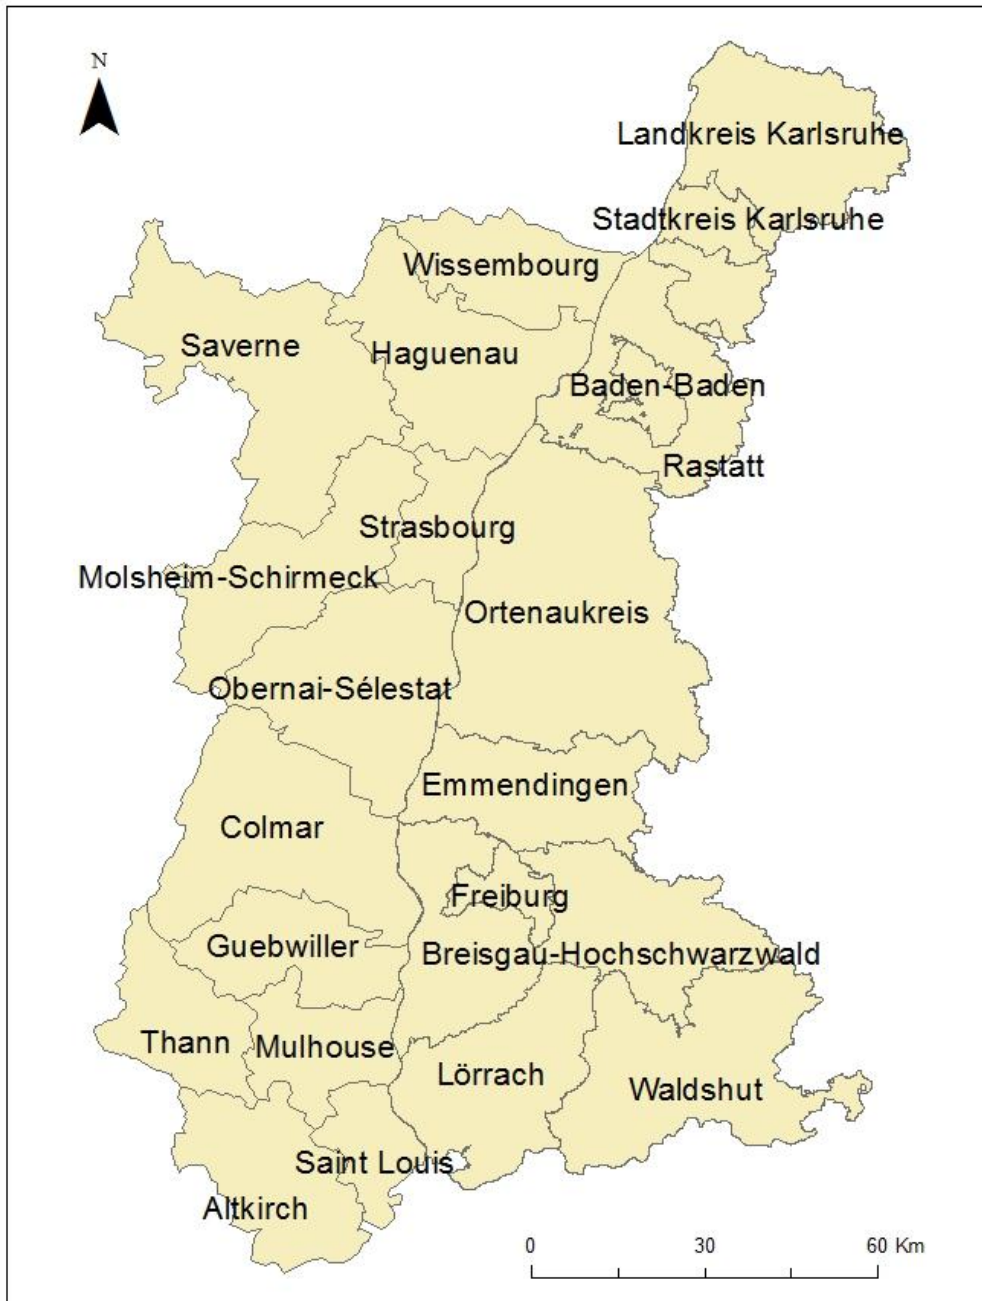 N
Landkreis Karlsruhe
Stadtkreis Karlsruhe
Wissembourg
Saverne
Haguenau
Baden-Baden
Rastatt
Strasbourg
Molsheim-Schirmeck
Ortenaukreis
Obernai-Sélestat
Emmendingen
Colmar
Freiburg
Guebwiller
Breisgau-Hochschwarzwald
Thann
Mulhouse
Lörrach
Waldshut
Saint Louis
Altkirch
0 30 60 Km